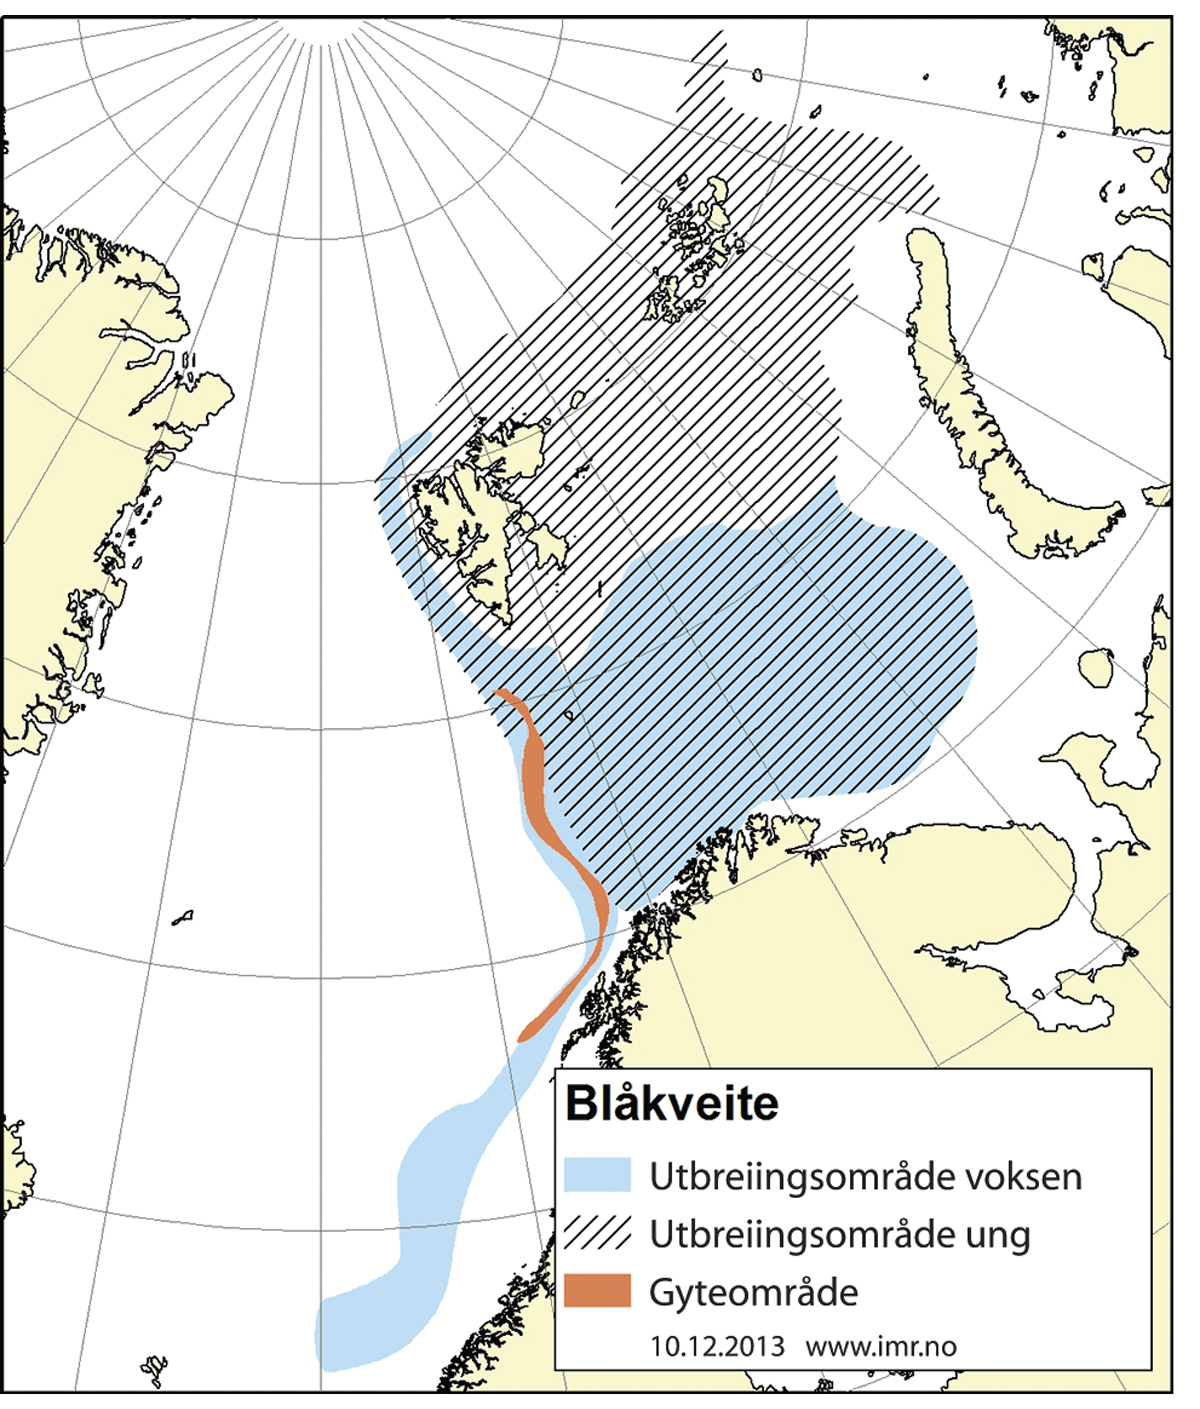 Blåkveite
Utbreiingsområde voksen
Utbreiingsområde ung
Gyteområde
10.12.2013 www.imr.no